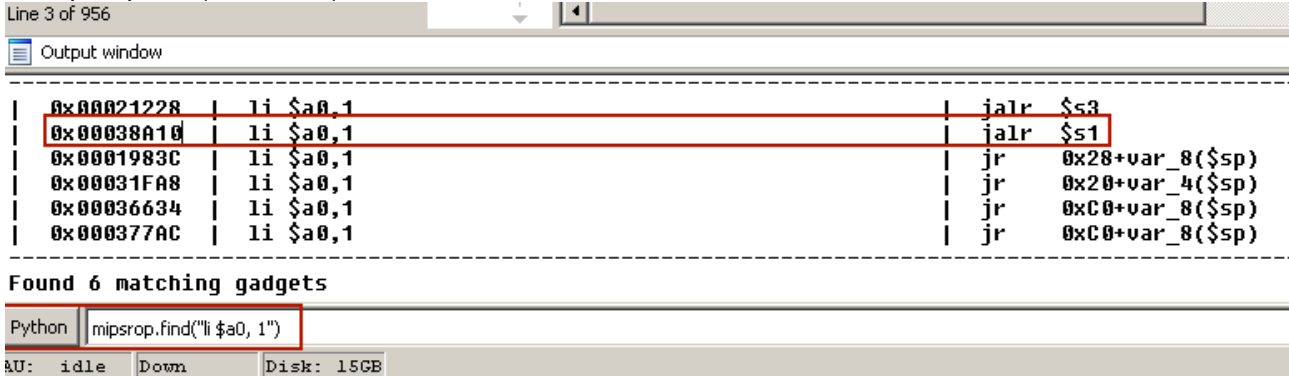 Line 3 of 956
Output window
| 0x00021228 | li $a0,1 | jalr $s3
| 0x00038A10 | li $a0,1 | jalr $s1
| 0x0001983C | li $a0,1 | jr 0x28+var_8($sp)
| 0x00031FA8 | li $a0,1 | jr 0x20+var_4($sp)
| 0x00036634 | li $a0,1 | jr 0xC0+var_8($sp)
| 0x000377AC | li $a0,1 | jr 0xC0+var_8($sp)
Found 6 matching gadgets
Python mipsrop.find("li $a0, 1")
AU: idle Down Disk: 15GB